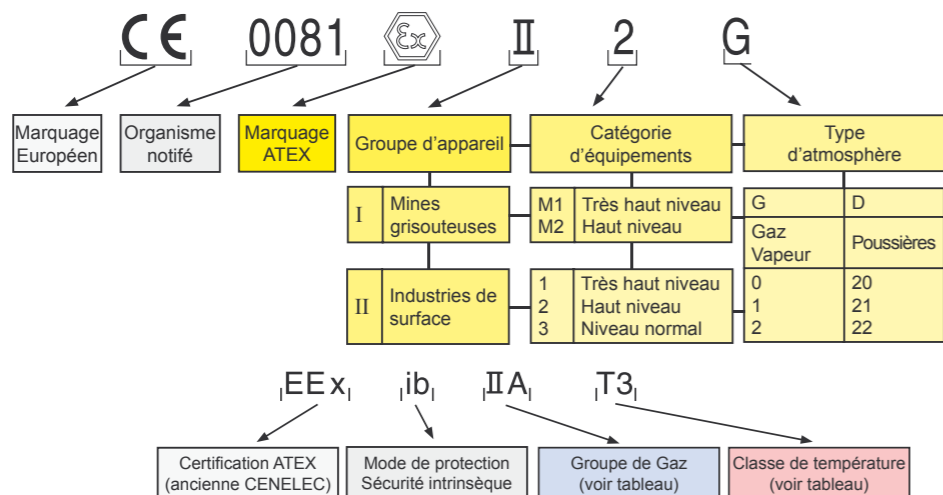 CE 0081 Ex II 2 G
Marquage
Européen
Organisme
notifé
Marquage
ATEX
Groupe d'appareil
Catégorie
d'équipements
Type
d'atmosphère
I Mines
grisouteuses
M1 Très haut niveau
M2 Haut niveau
G D
Gaz
Vapeur
Poussières
II Industries de
surface
1 Très haut niveau
2 Haut niveau
3 Niveau normal
0 20
1 21
2 22
EEx ib IIA T3
Certification ATEX
(ancienne CENELEC)
Mode de protection
Sécurité intrinsèque
Groupe de Gaz
(voir tableau)
Classe de température
(voir tableau)